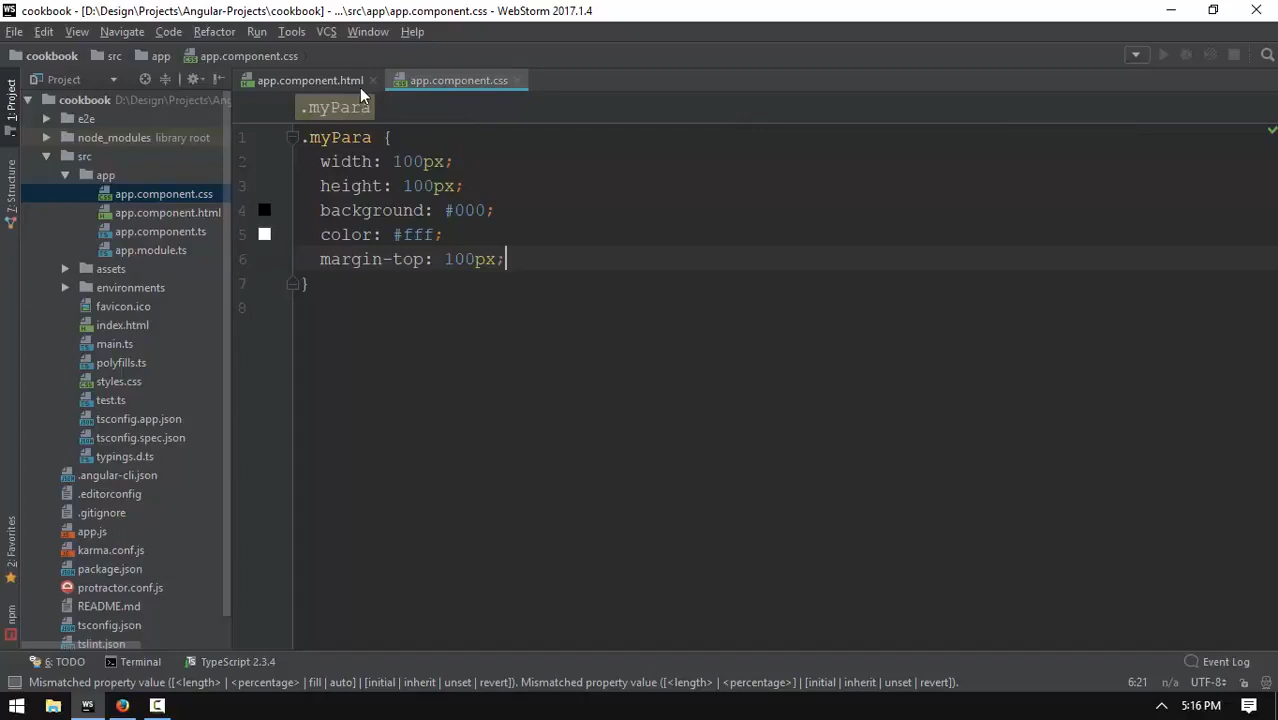 WS cookbook - [D:\Design\Projects\Angular-Projects\cookbook] - ...\src\app\app.component.css - WebStorm 2017.1.4
File Edit View Navigate Code Refactor Run Tools VCS Window Help
cookbook src app app.component.css
1: Project
7: Structure
2: Favorites
npm
Project
cookbook D:\Design\Projects\Ang
e2e
node_modules library root
src
app
app.component.css
app.component.html
app.component.ts
app.module.ts
assets
environments
favicon.ico
index.html
main.ts
polyfills.ts
styles.css
test.ts
tsconfig.app.json
tsconfig.spec.json
typings.d.ts
.angular-cli.json
.editorconfig
.gitignore
app.js
karma.conf.js
package.json
protractor.conf.js
README.md
tsconfig.json
tslint.json
app.component.html app.component.css
.myPara
1 .myPara {
2 width: 100px;
3 height: 100px;
4 background: #000;
5 color: #fff;
6 margin-top: 100px;
7 }
8
6: TODO Terminal TypeScript 2.3.4 Event Log
Mismatched property value ([<length> | <percentage> | fill | auto] | [initial | inherit | unset | revert]). Mismatched property value ([<length> | <percentage>] | [initial | inherit | unset | revert]). 6:21 n/a UTF-8
WS 5:16 PM